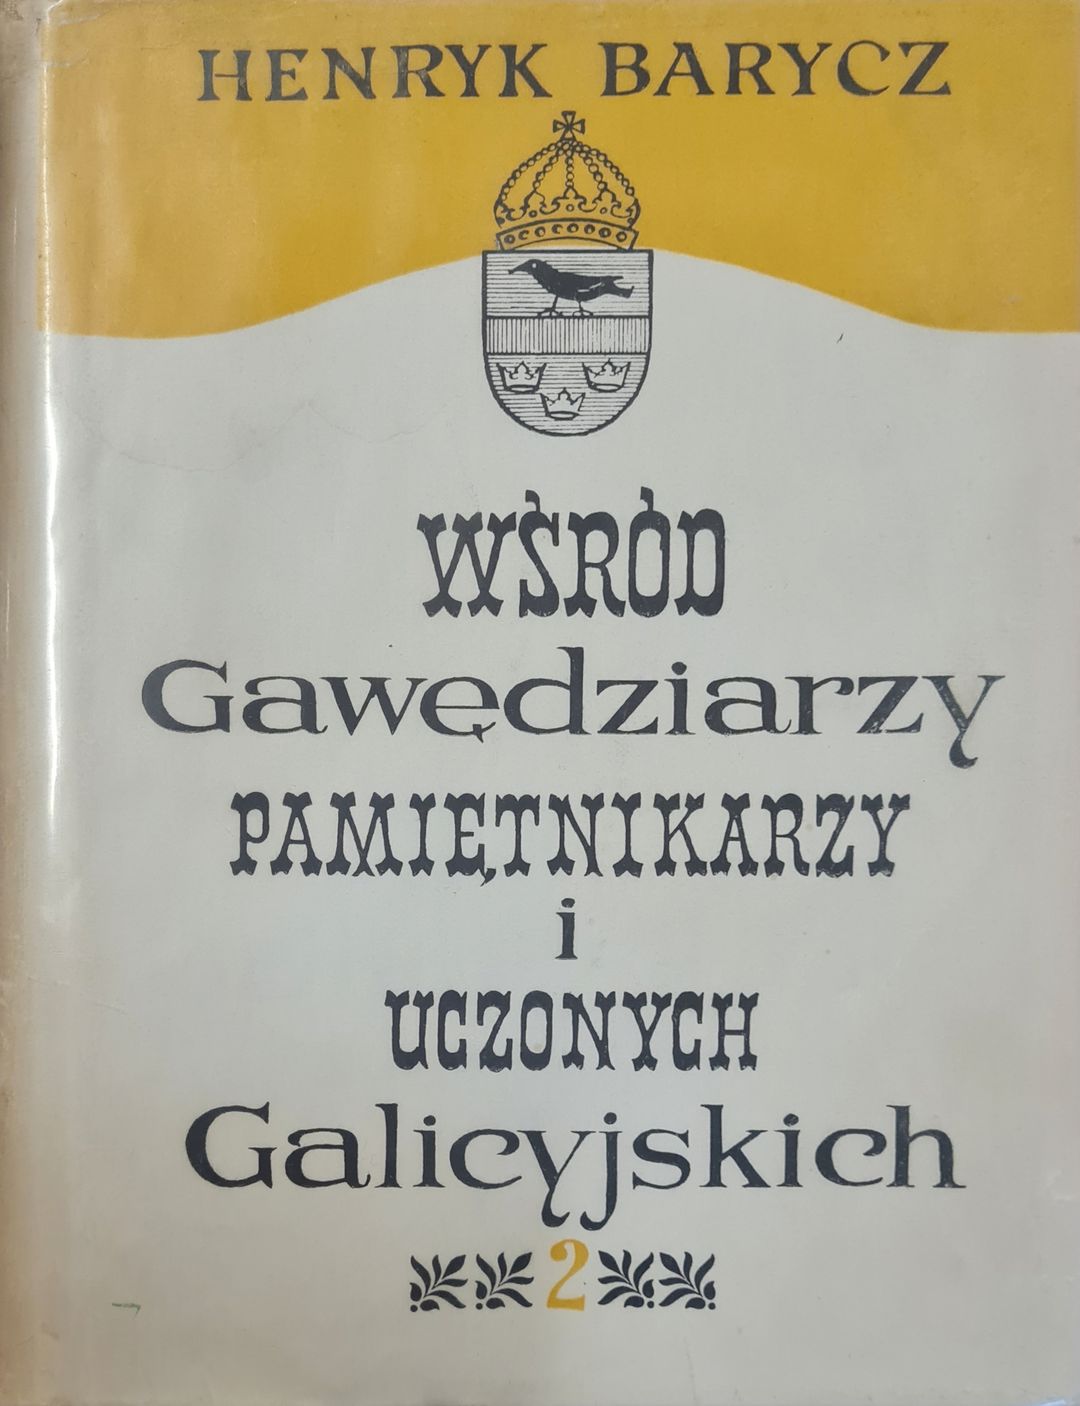 HENRYK BARYCZ
WŚRÓD
Gawędziarzy
PAMIĘTNIKARZY
i
UCZONYCH
Galicyjskich
2